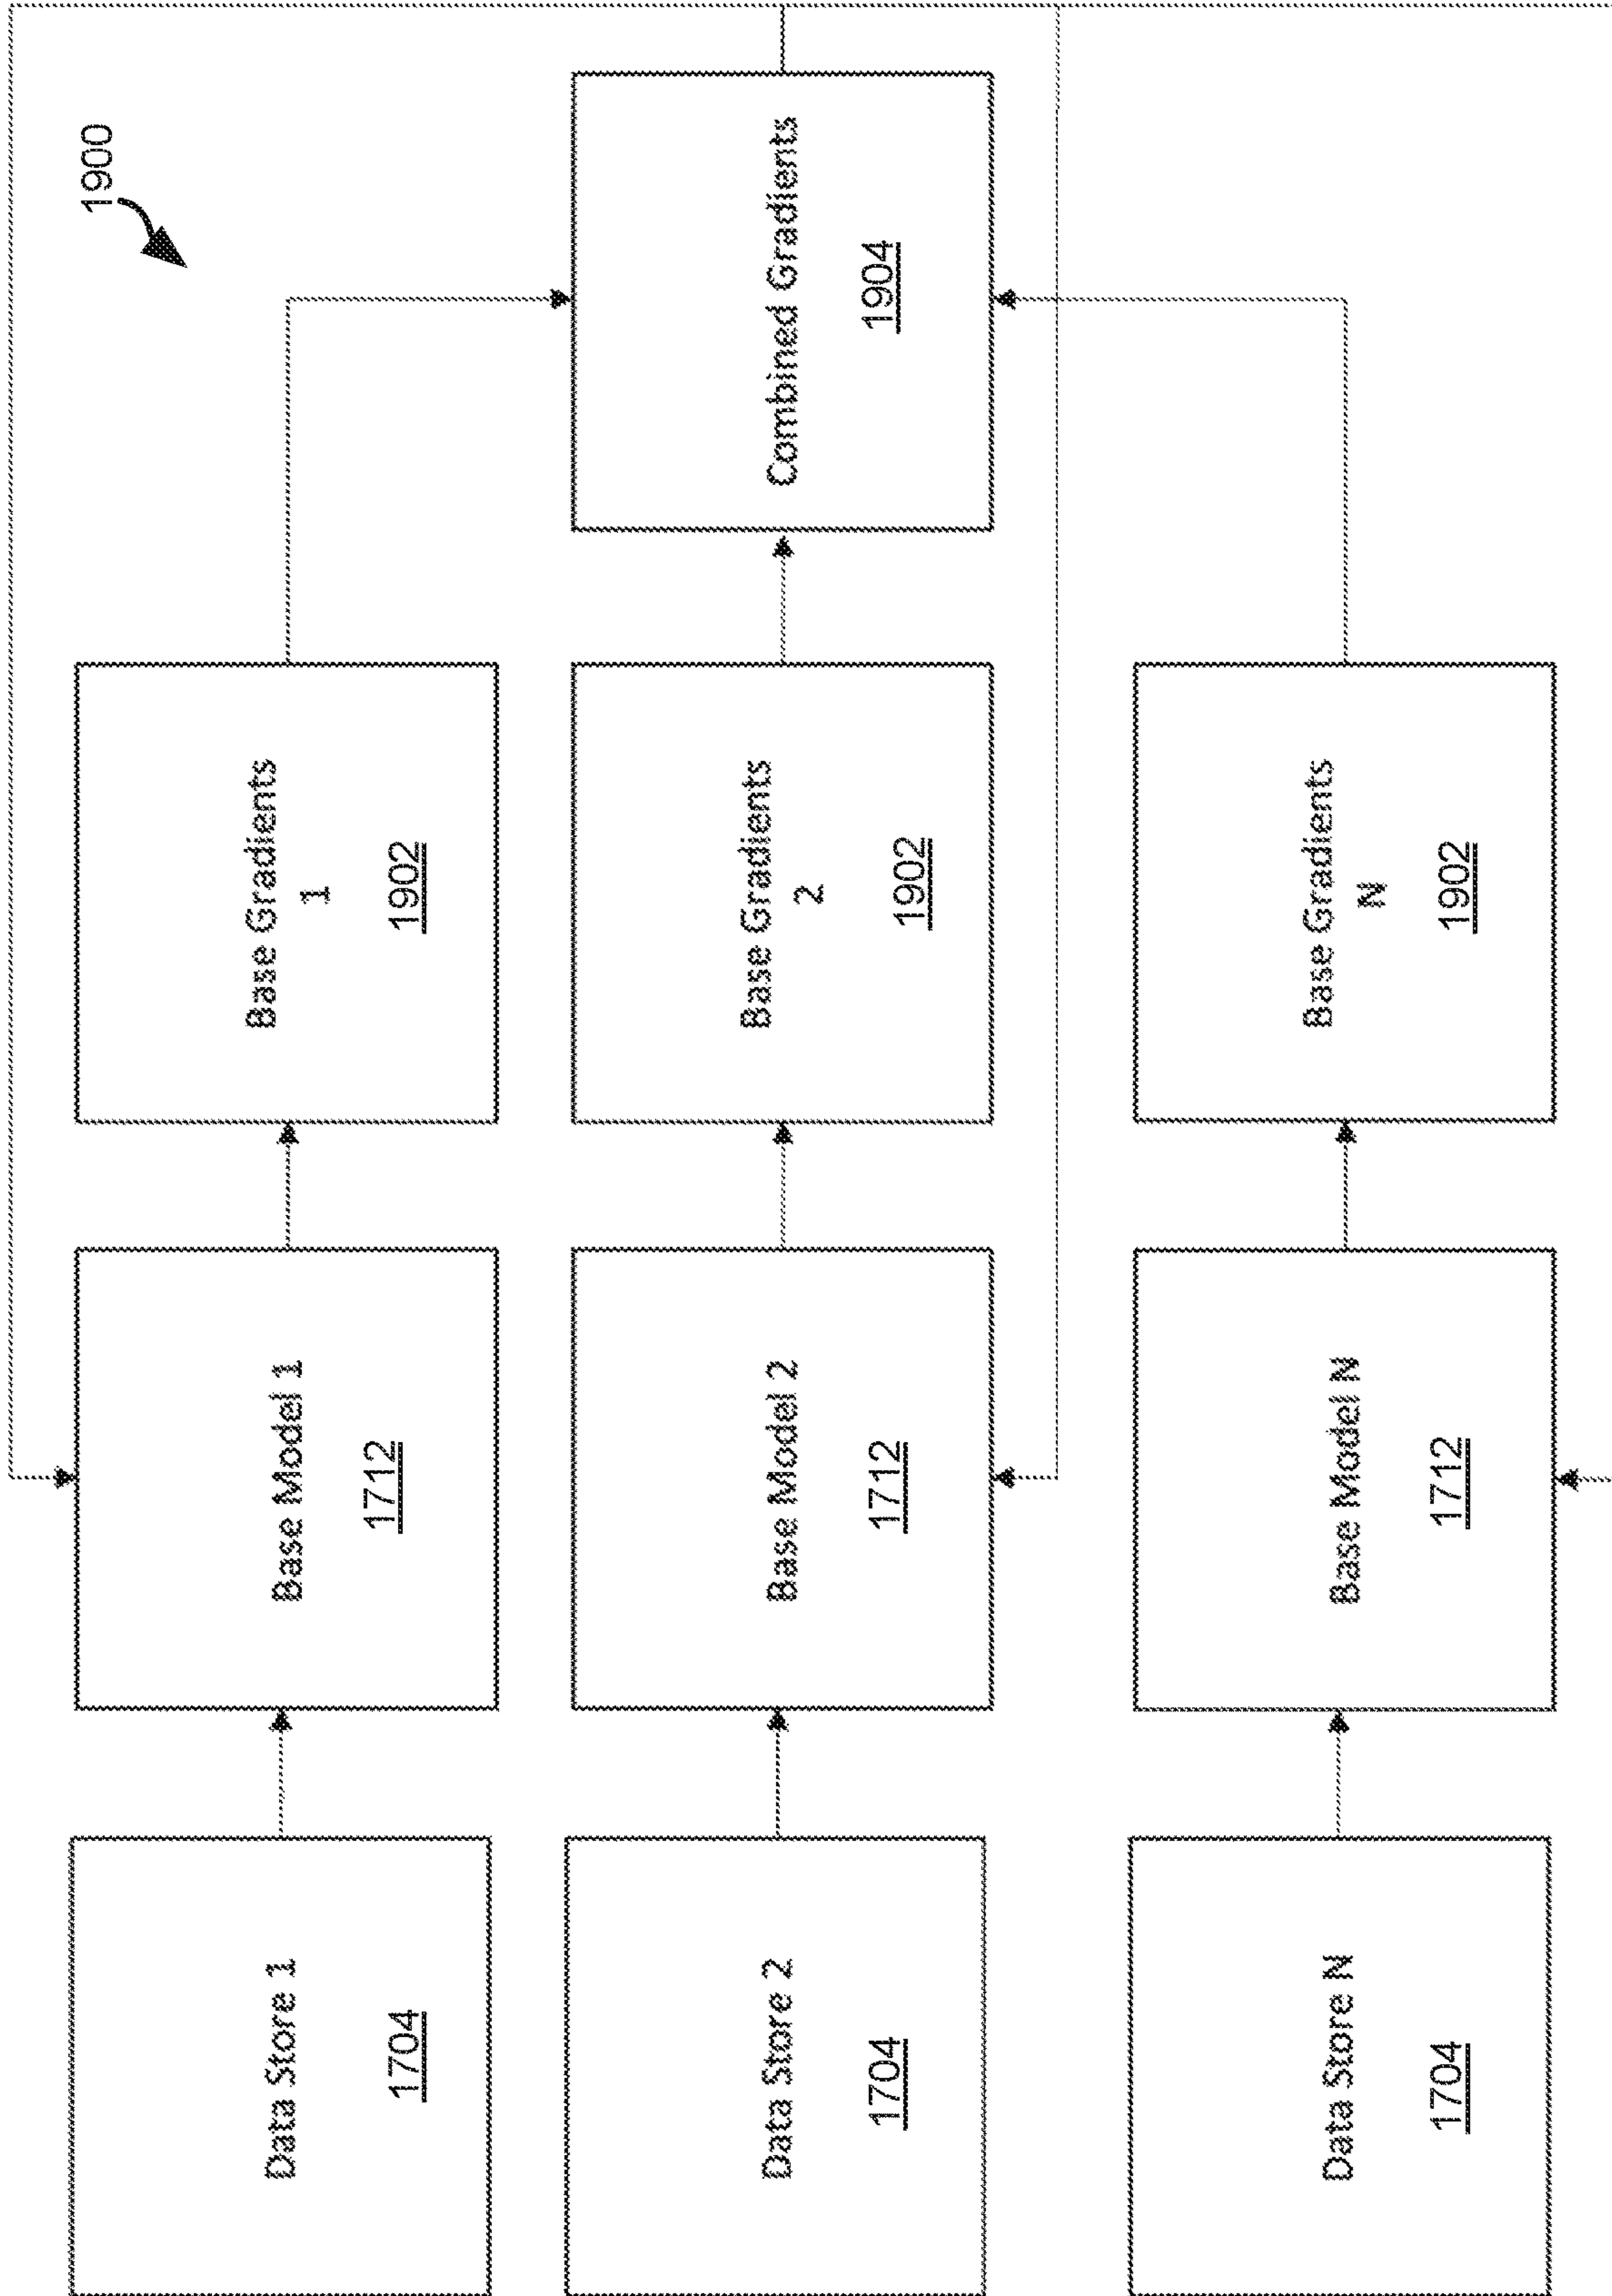 1900
Data Store 1
1704
Base Model 1
1712
Base Gradients
1
1902
Data Store 2
1704
Base Model 2
1712
Base Gradients
2
1902
Combined Gradients
1904
Data Store N
1704
Base Model N
1712
Base Gradients
N
1902